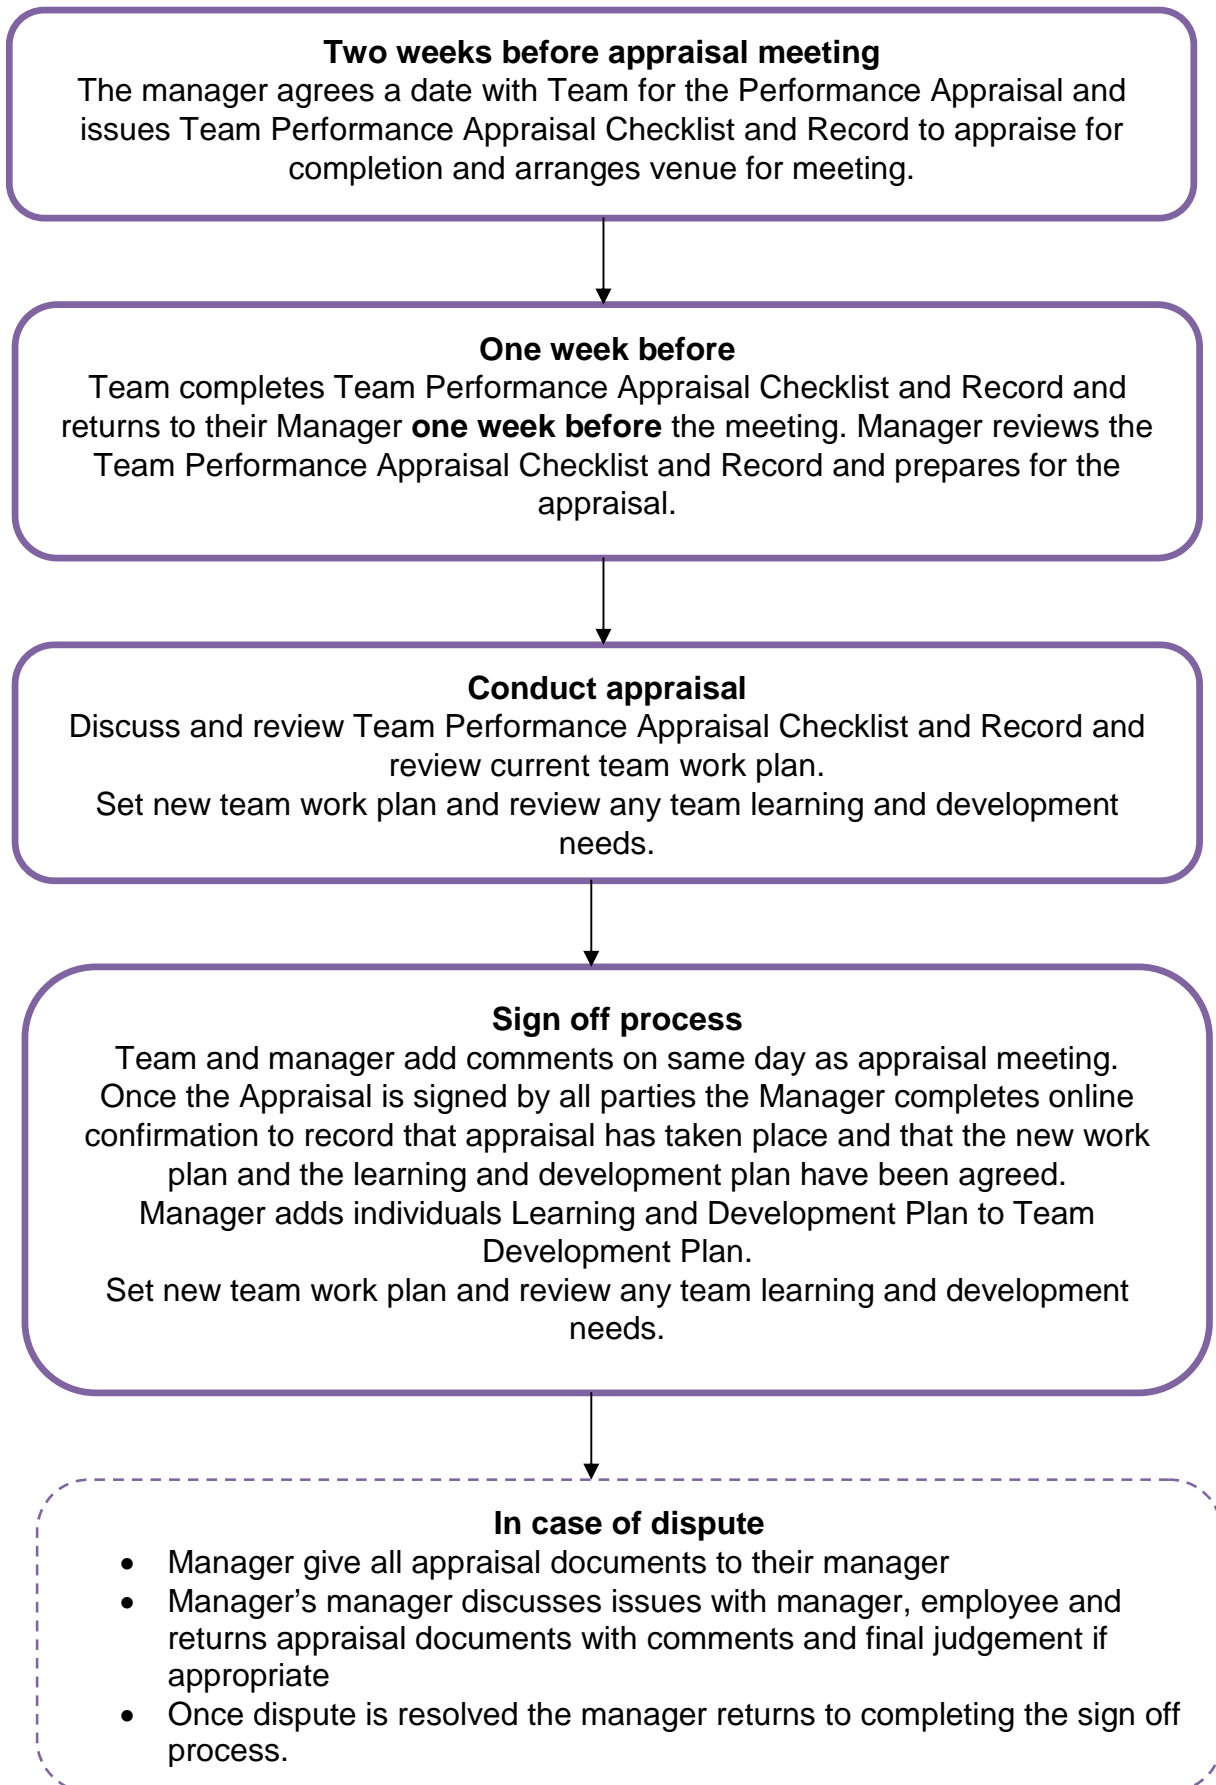 Two weeks before appraisal meeting
The manager agrees a date with Team for the Performance Appraisal and
issues Team Performance Appraisal Checklist and Record to appraise for
completion and arranges venue for meeting.
One week before
Team completes Team Performance Appraisal Checklist and Record and
returns to their Manager one week before the meeting. Manager reviews the
Team Performance Appraisal Checklist and Record and prepares for the
appraisal.
Conduct appraisal
Discuss and review Team Performance Appraisal Checklist and Record and
review current team work plan.
Set new team work plan and review any team learning and development
needs.
Sign off process
Team and manager add comments on same day as appraisal meeting.
Once the Appraisal is signed by all parties the Manager completes online
confirmation to record that appraisal has taken place and that the new work
plan and the learning and development plan have been agreed.
Manager adds individuals Learning and Development Plan to Team
Development Plan.
Set new team work plan and review any team learning and development
needs.
In case of dispute
• Manager give all appraisal documents to their manager
• Manager’s manager discusses issues with manager, employee and
returns appraisal documents with comments and final judgement if
appropriate
• Once dispute is resolved the manager returns to completing the sign off
process.